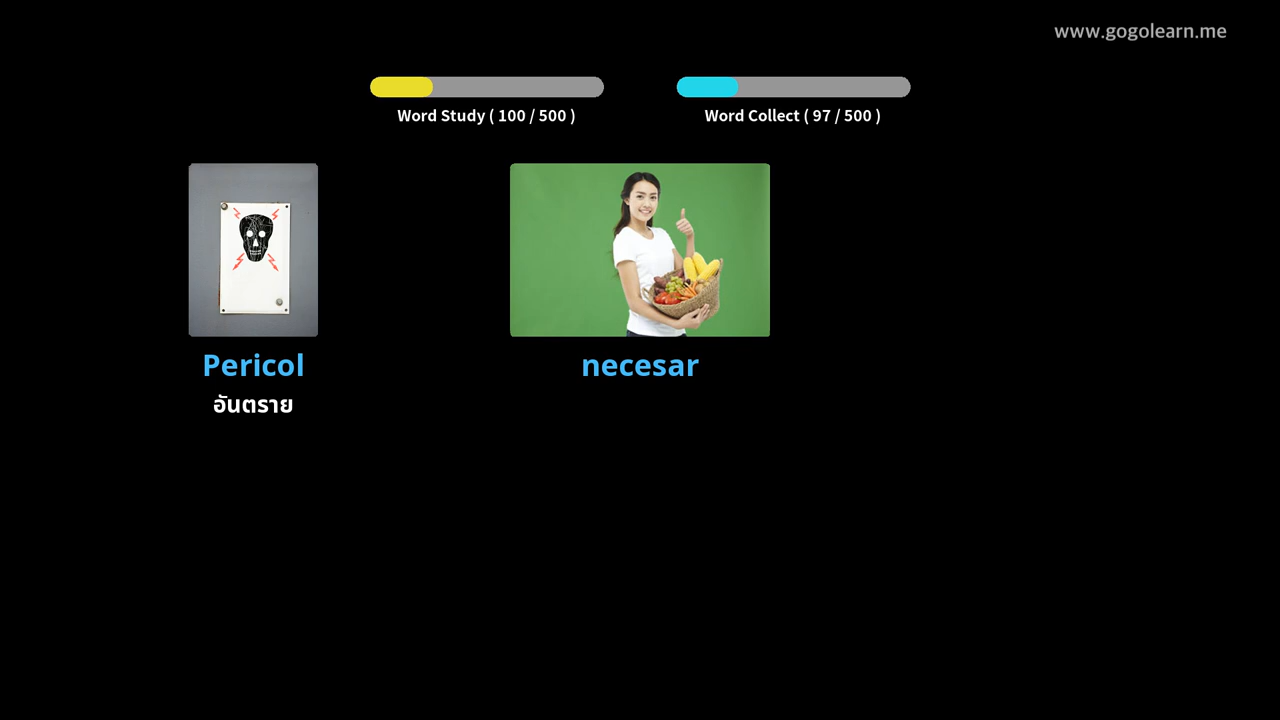 www.gogolearn.me
Word Study ( 100 / 500 )
Word Collect ( 97 / 500 )
Pericol
necesar
อันตราย